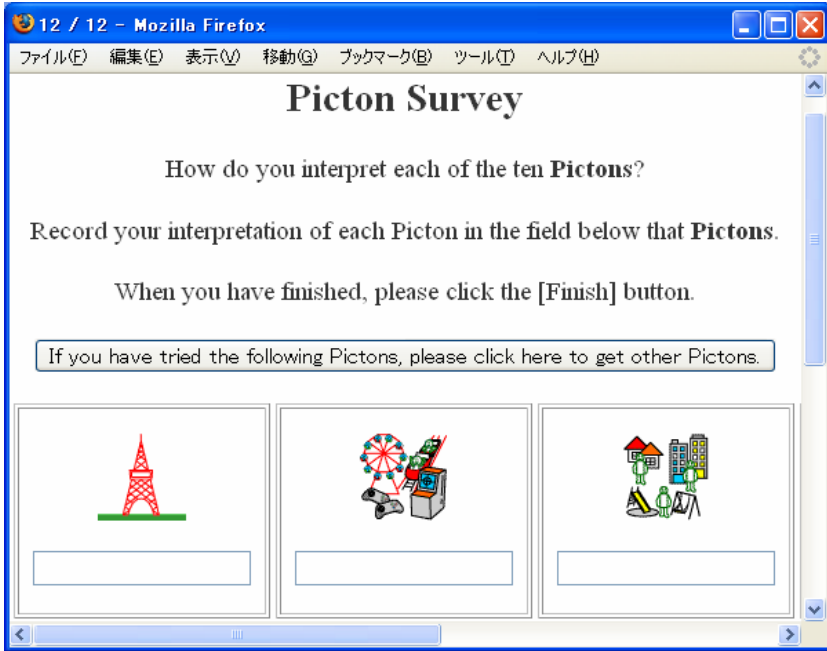 12 / 12 - Mozilla Firefox
ファイル(F) 編集(E) 表示(V) 移動(G) ブックマーク(B) ツール(T) ヘルプ(H)
Picton Survey
How do you interpret each of the ten Pictons?
Record your interpretation of each Picton in the field below that Pictons.
When you have finished, please click the [Finish] button.
If you have tried the following Pictons, please click here to get other Pictons.